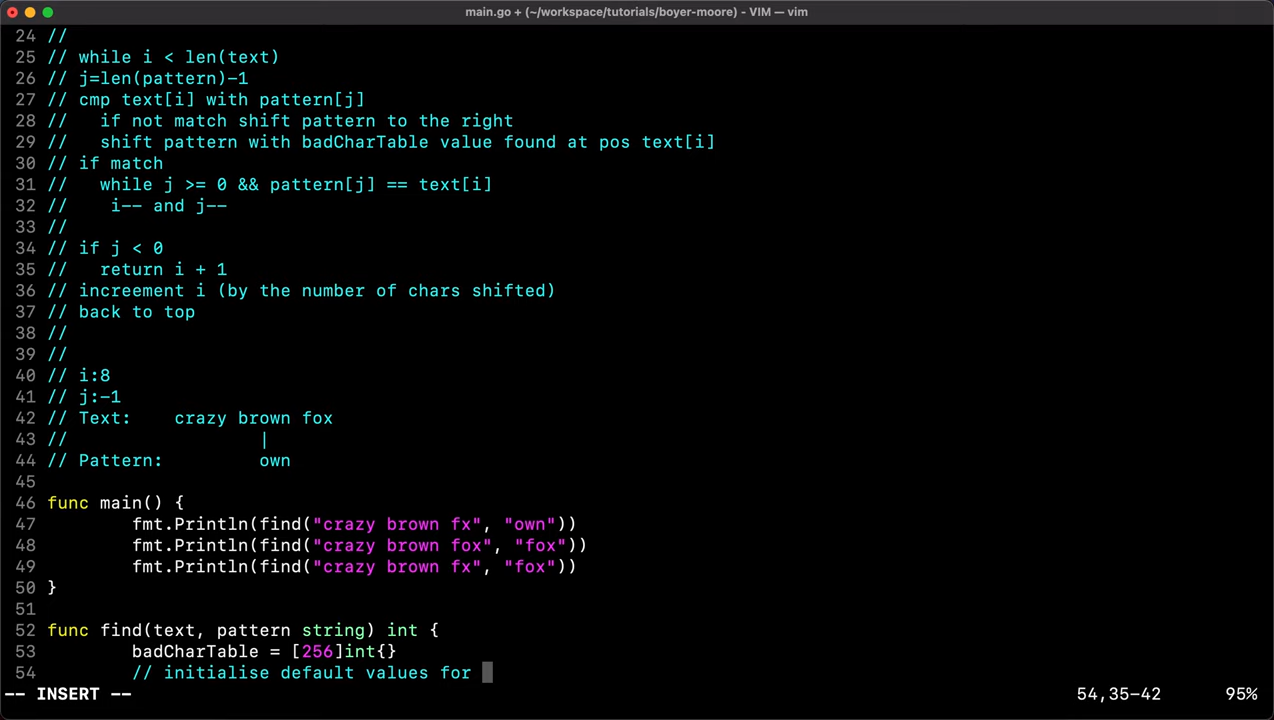 main.go + (~/workspace/tutorials/boyer-moore) - VIM — vim
24 //
25 // while i < len(text)
26 // j=len(pattern)-1
27 // cmp text[i] with pattern[j]
28 //   if not match shift pattern to the right
29 //   shift pattern with badCharTable value found at pos text[i]
30 // if match
31 //   while j >= 0 && pattern[j] == text[i]
32 //    i-- and j--
33 //
34 // if j < 0
35 //   return i + 1
36 // increement i (by the number of chars shifted)
37 // back to top
38 //
39 //
40 // i:8
41 // j:-1
42 // Text:    crazy brown fox
43 //                  |
44 // Pattern:         own
45
46 func main() {
47         fmt.Println(find("crazy brown fx", "own"))
48         fmt.Println(find("crazy brown fox", "fox"))
49         fmt.Println(find("crazy brown fx", "fox"))
50 }
51
52 func find(text, pattern string) int {
53         badCharTable = [256]int{}
54         // initialise default values for
-- INSERT -- 54,35-42 95%